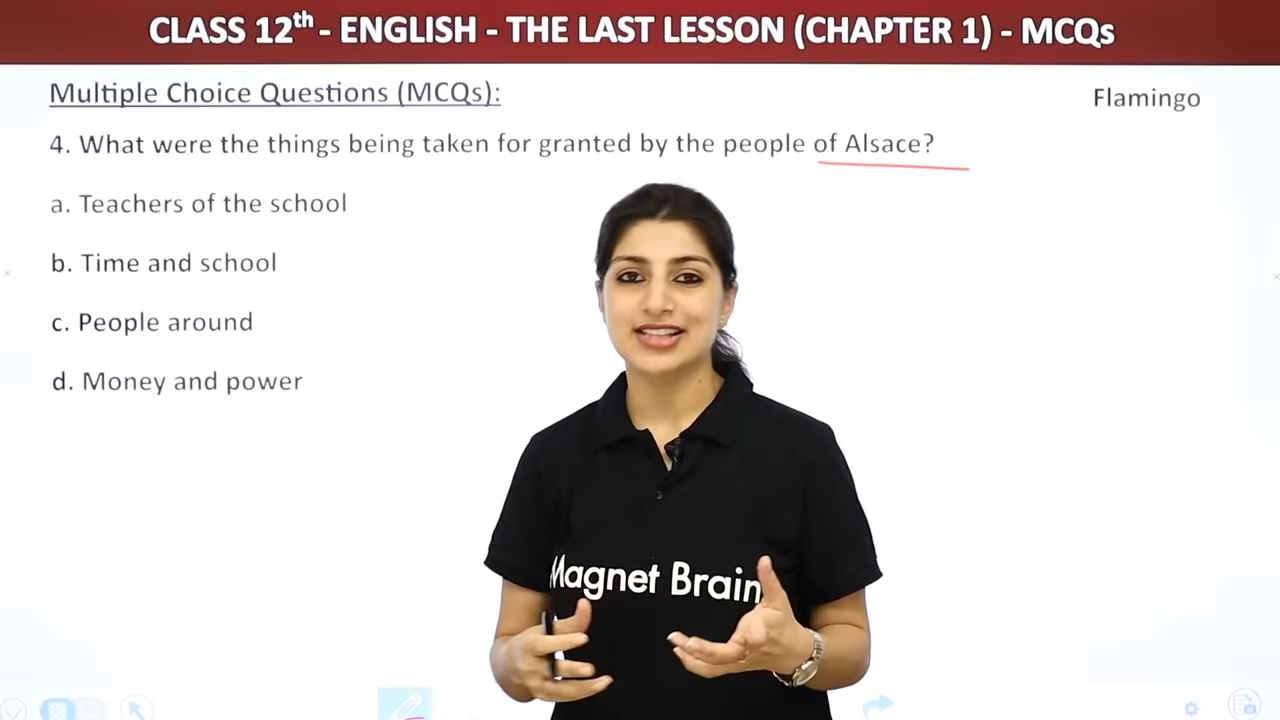 CLASS 12th - ENGLISH - THE LAST LESSON (CHAPTER 1) - MCQs
Multiple Choice Questions (MCQs):
Flamingo
4. What were the things being taken for granted by the people of Alsace?
a. Teachers of the school
b. Time and school
c. People around
d. Money and power
Magnet Brain